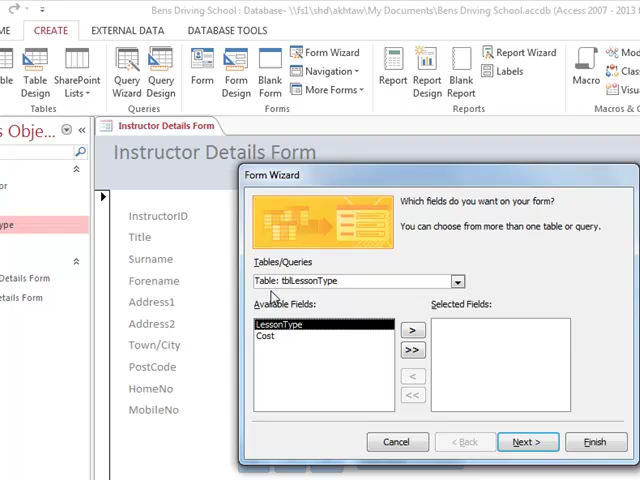 Bens Driving School : Database- \\fs1\shd\akhtaw\My Documents\Bens Driving School.accdb (Access 2007 - 2013 f
CREATE EXTERNAL DATA DATABASE TOOLS
Table Design
SharePoint Lists
Tables
Query Wizard
Query Design
Queries
Form
Form Design
Blank Form
Form Wizard
Navigation
More Forms
Forms
Report
Report Design
Blank Report
Report Wizard
Labels
Reports
Macro
Macros & C
s Obje...
Instructor Details Form
Instructor Details Form
InstructorID
Title
Surname
Forename
Address1
Address2
Town/City
PostCode
HomeNo
MobileNo
or
ype
Details Form
etails Form
Form Wizard
Which fields do you want on your form?
You can choose from more than one table or query.
Tables/Queries
Table: tblLessonType
Available Fields:
Selected Fields:
LessonType
Cost
>
>>
<
<<
Cancel
< Back
Next >
Finish